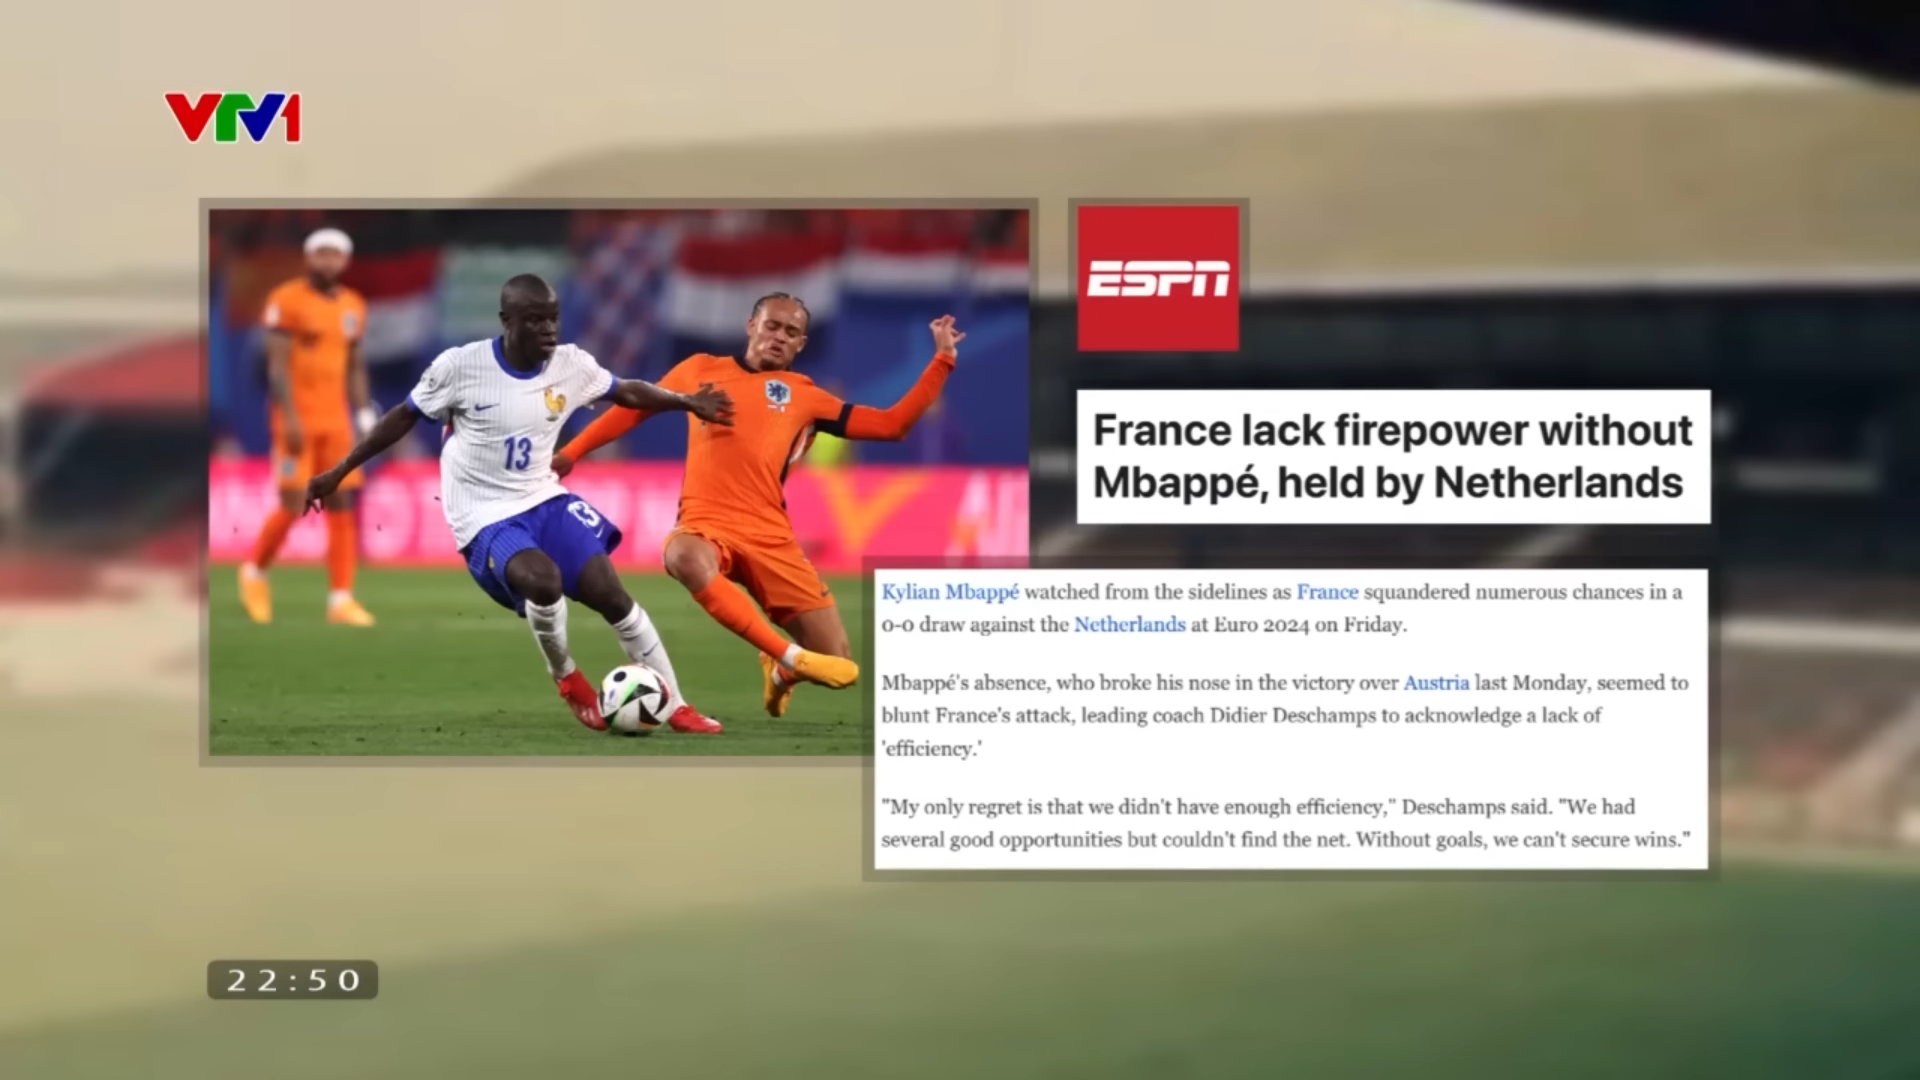 VTV1
ESPN
13
13
France lack firepower without
Mbappé, held by Netherlands
Kylian Mbappé watched from the sidelines as France squandered numerous chances in a
0-0 draw against the Netherlands at Euro 2024 on Friday.
Mbappé's absence, who broke his nose in the victory over Austria last Monday, seemed to
blunt France's attack, leading coach Didier Deschamps to acknowledge a lack of
'efficiency.'
"My only regret is that we didn't have enough efficiency," Deschamps said. "We had
several good opportunities but couldn't find the net. Without goals, we can't secure wins."
22:50